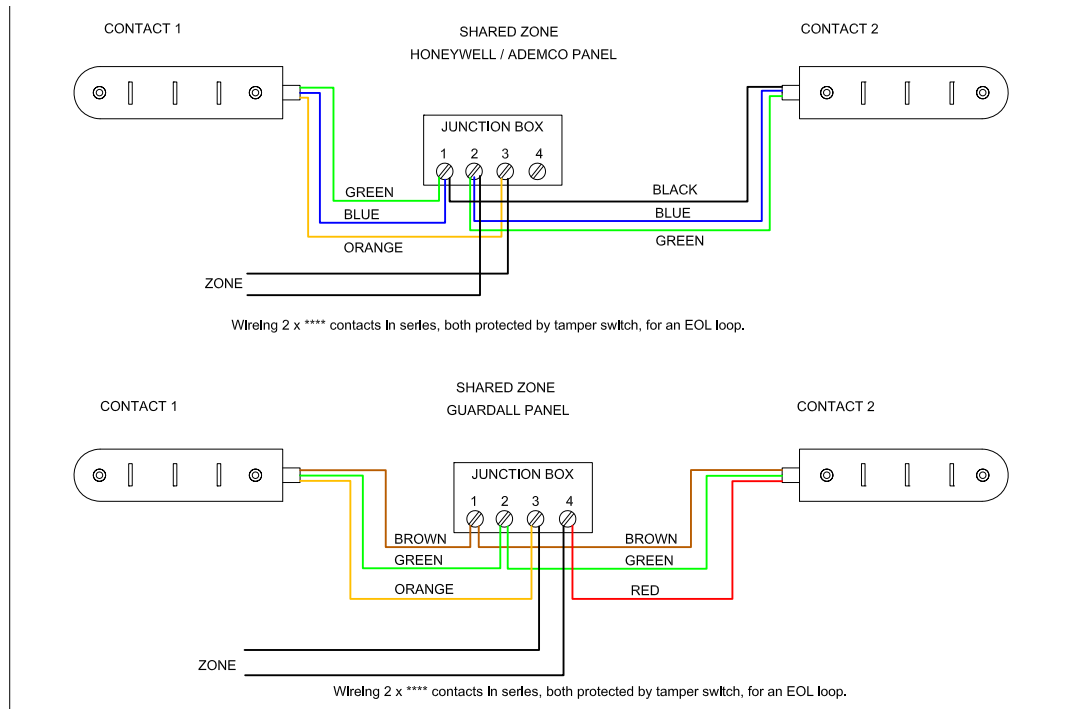 CONTACT 1
SHARED ZONE
HONEYWELL / ADEMCO PANEL
CONTACT 2
JUNCTION BOX
1 2 3 4
GREEN
BLUE
ORANGE
BLACK
BLUE
GREEN
ZONE
Wireing 2 x **** contacts in series, both protected by tamper switch, for an EOL loop.
CONTACT 1
SHARED ZONE
GUARDALL PANEL
CONTACT 2
JUNCTION BOX
1 2 3 4
BROWN
GREEN
ORANGE
BROWN
GREEN
RED
ZONE
Wireing 2 x **** contacts in series, both protected by tamper switch, for an EOL loop.